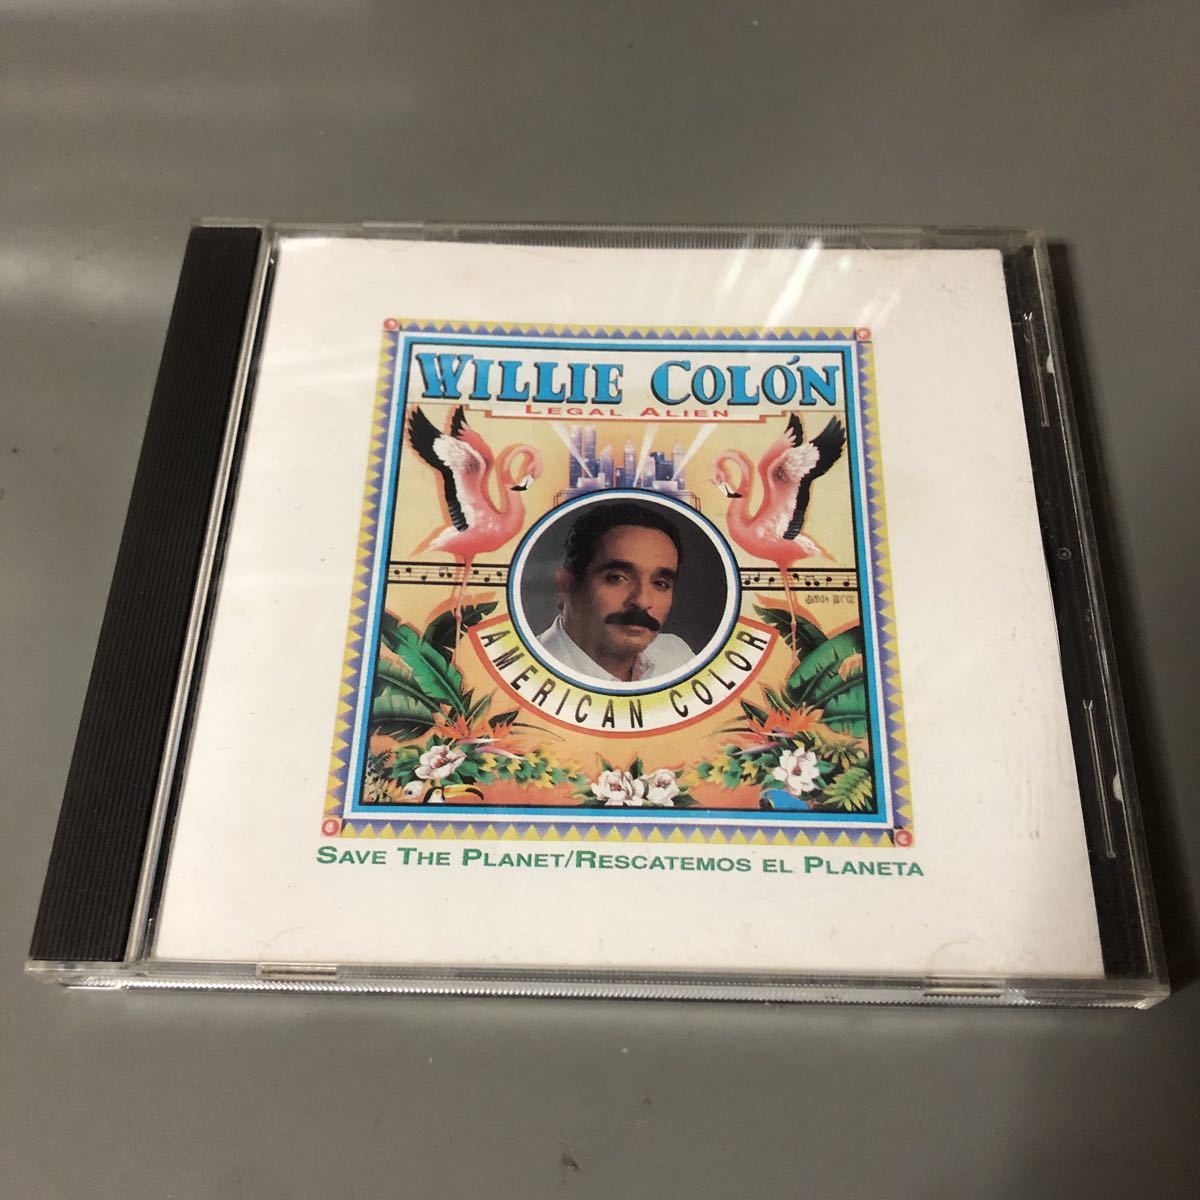 WILLIE COLÓN
LEGAL ALIEN
AMERICAN COLOR
SAVE THE PLANET/RESCATEMOS EL PLANETA